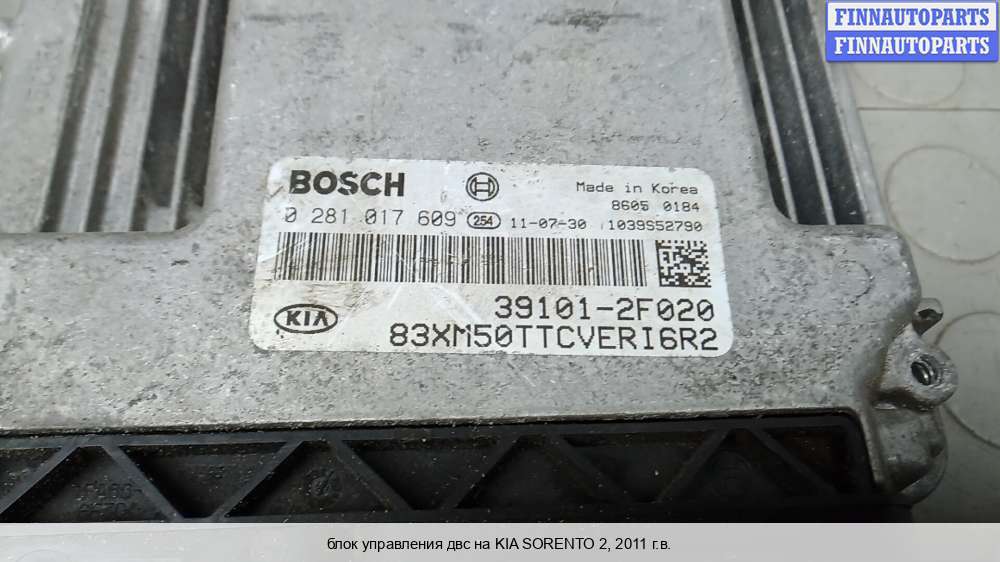 FINNAUTOPARTS
FINNAUTOPARTS
BOSCH
Made in Korea
8605 0184
0 281 017 609 254 11-07-30 1039S52790
39101-2F020
KIA
83XM50TTCVERI6R2
блок управления двс на KIA SORENTO 2, 2011 г.в.